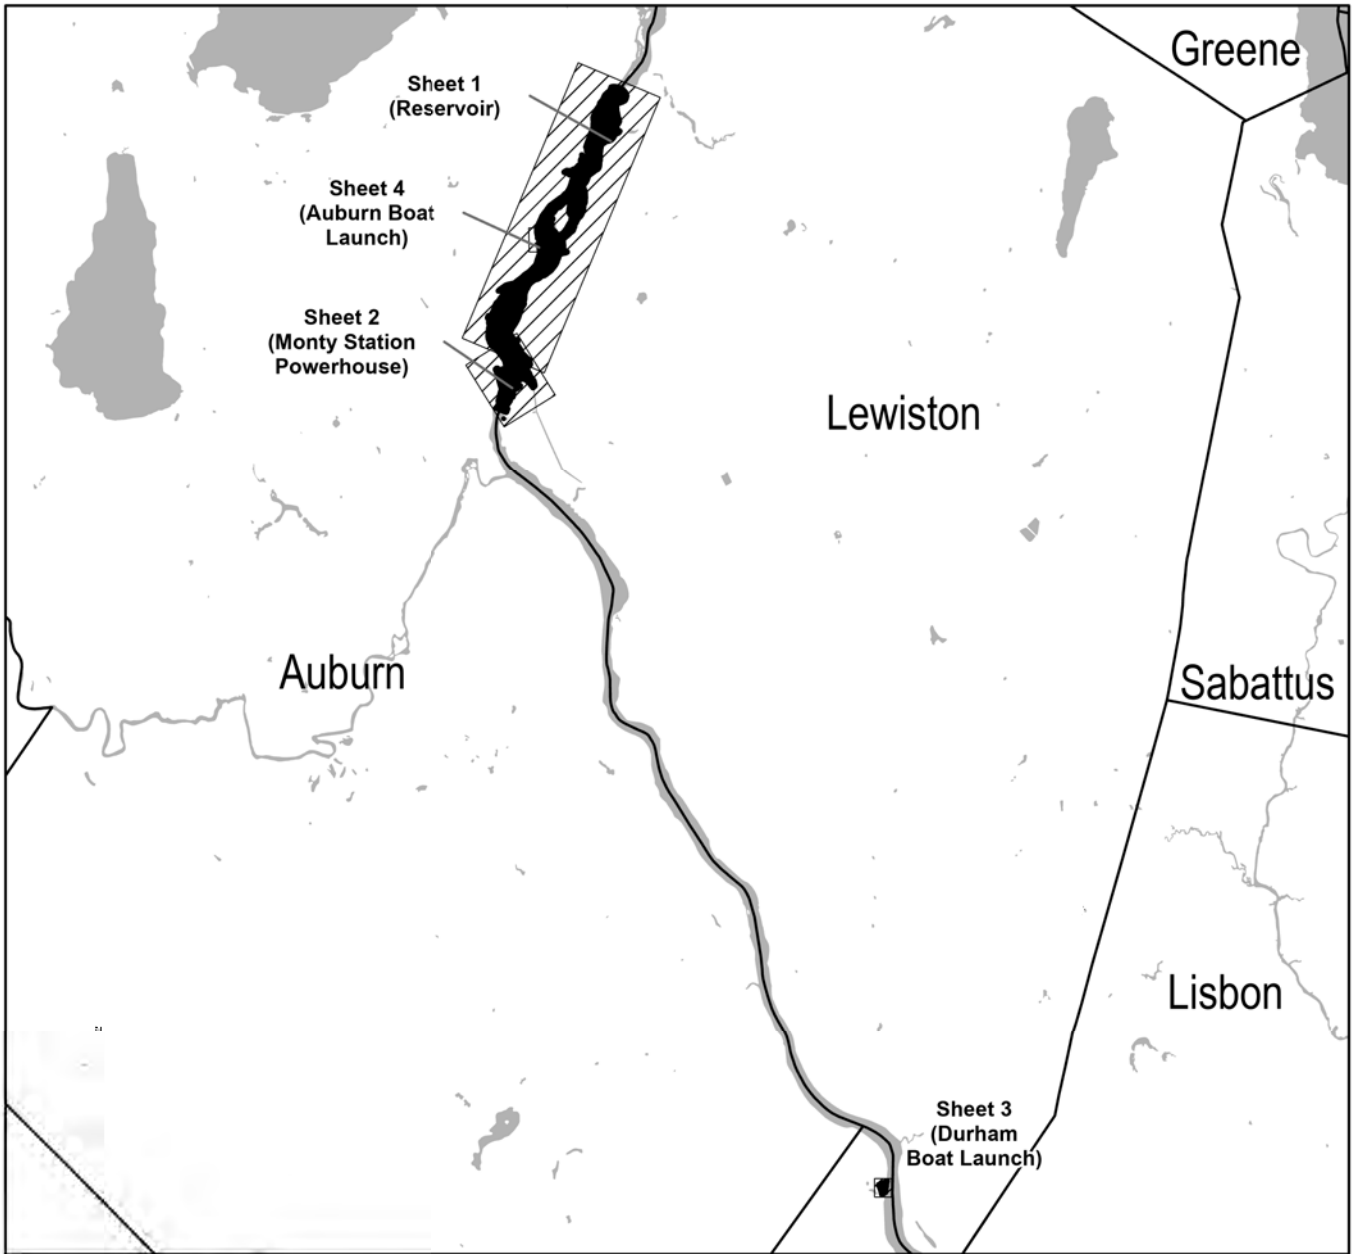 Greene
Sheet 1
(Reservoir)
Sheet 4
(Auburn Boat
Launch)
Sheet 2
(Monty Station
Powerhouse)
Lewiston
Auburn
Sabattus
Lisbon
Sheet 3
(Durham
Boat Launch)